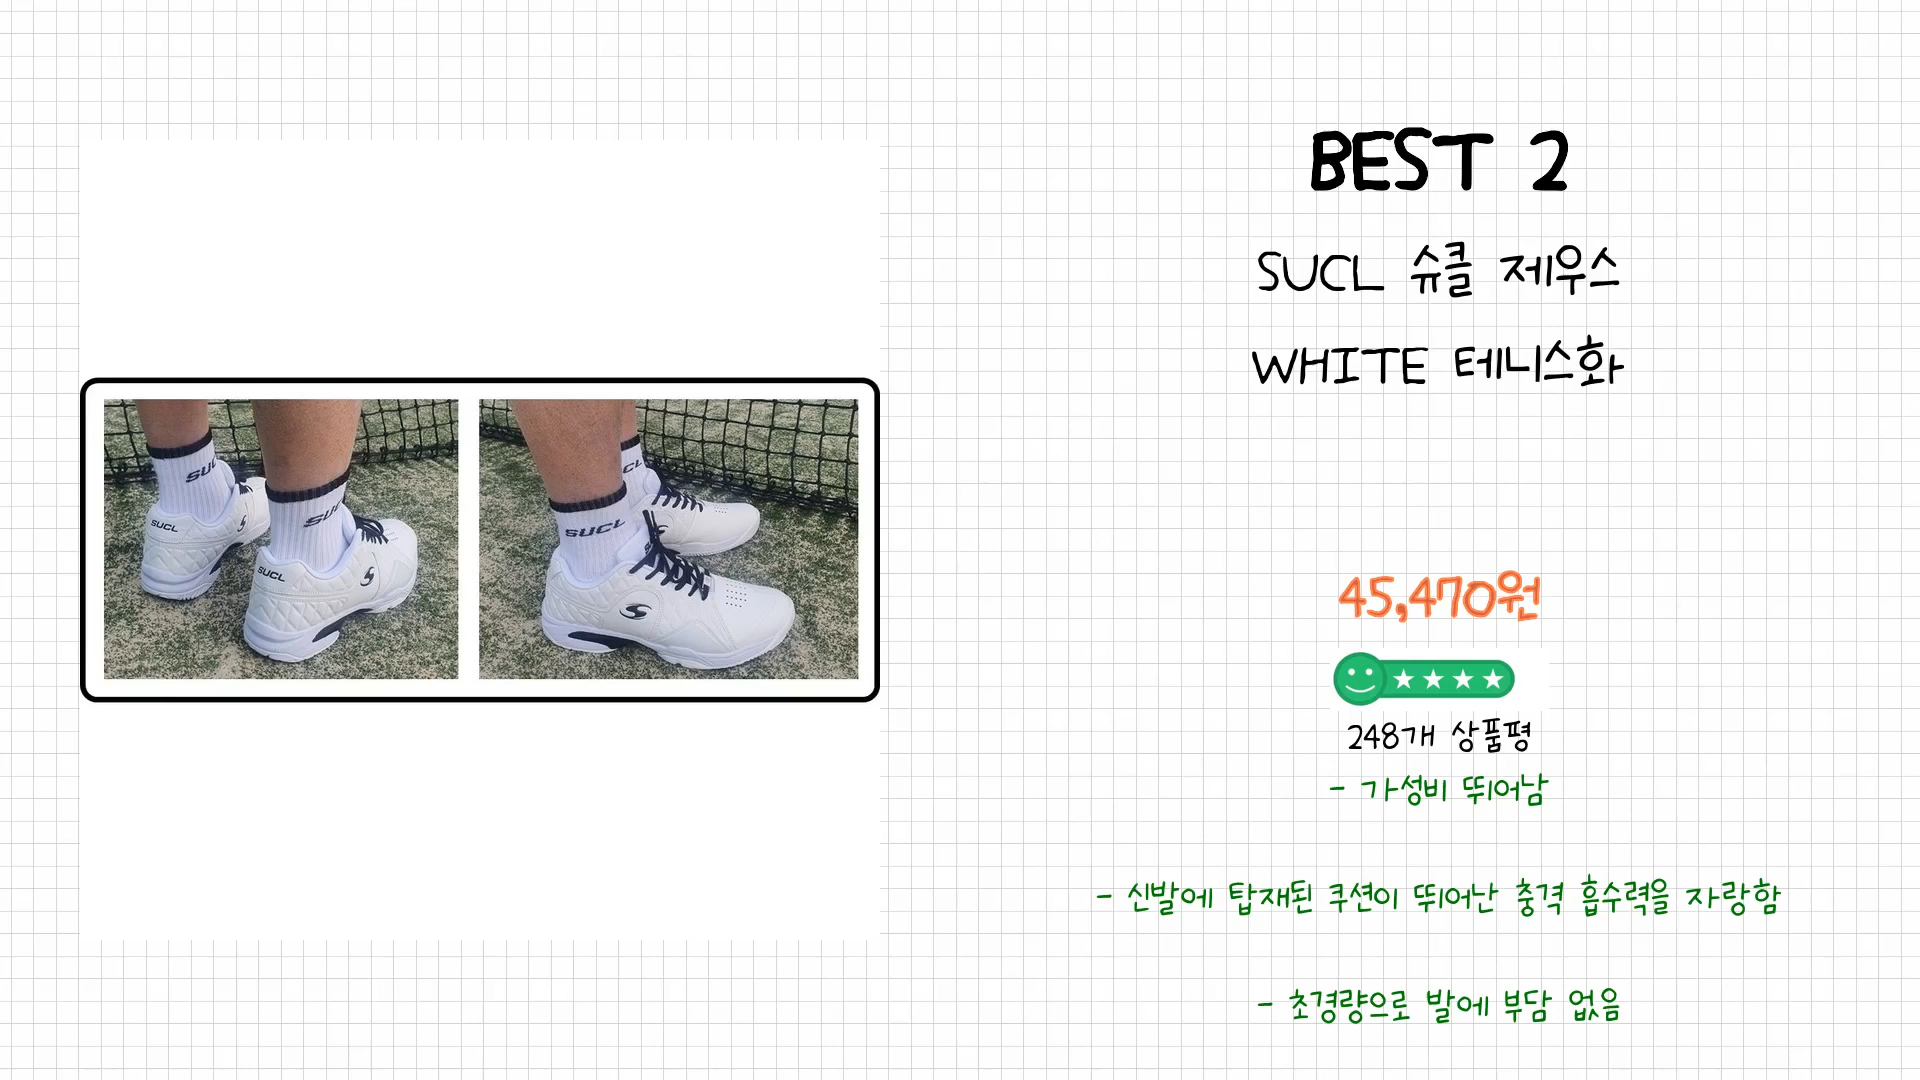 BEST 2
SUCL 슈클 제우스
WHITE 테니스화
SUCL
SUCL
SUCL
45,470원
248개 상품평
- 가성비 뛰어남
- 신발에 탑재된 쿠션이 뛰어난 충격 흡수력을 자랑함
- 초경량으로 발에 부담 없음